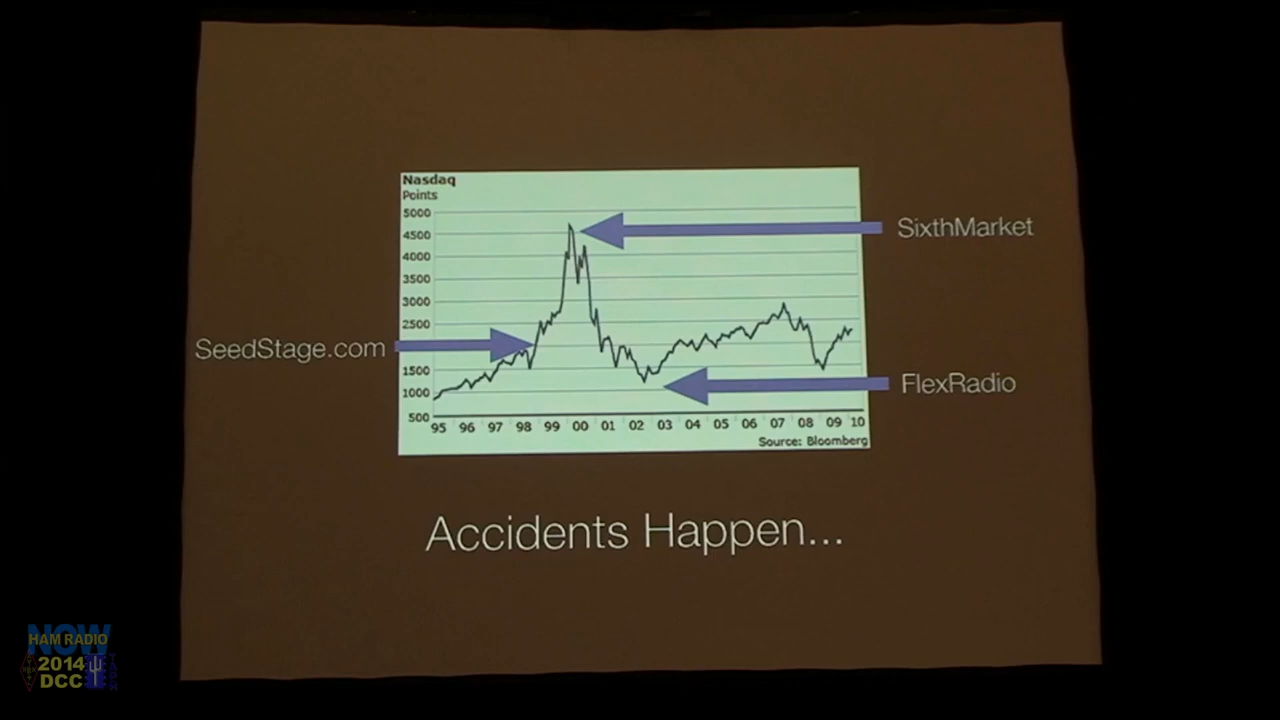 Nasdaq
Points
5000
4500
4000
3500
3000
2500
1500
1000
500
95 96 97 98 99 00 01 02 03 04 05 06 07 08 09 10
Source: Bloomberg
SixthMarket
SeedStage.com
FlexRadio
Accidents Happen...
NOW
HAM RADIO
2014
DCC